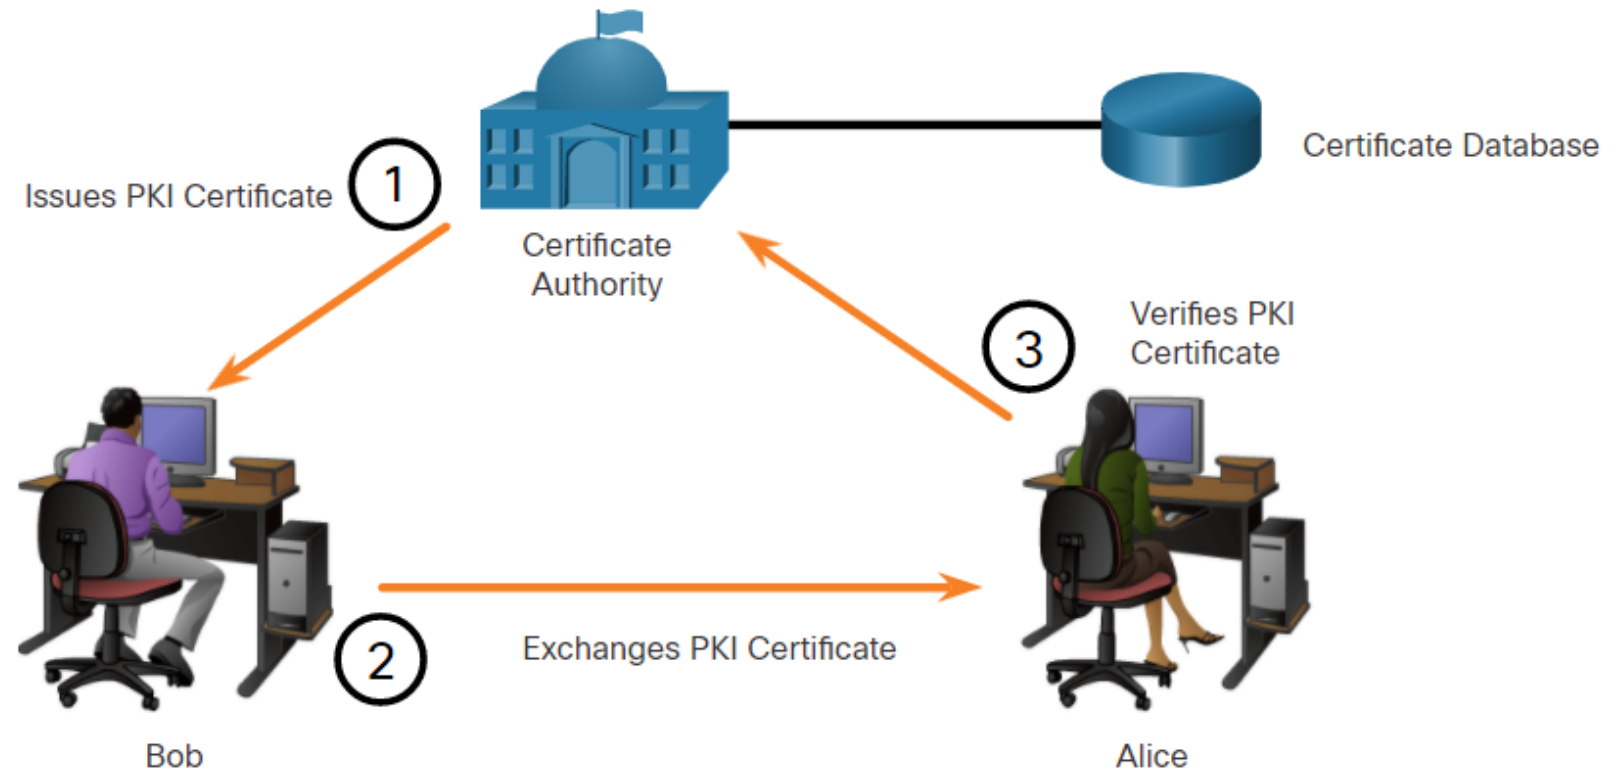 Certificate Database
Issues PKI Certificate
1
Certificate
Authority
3
Verifies PKI
Certificate
2
Exchanges PKI Certificate
Bob
Alice